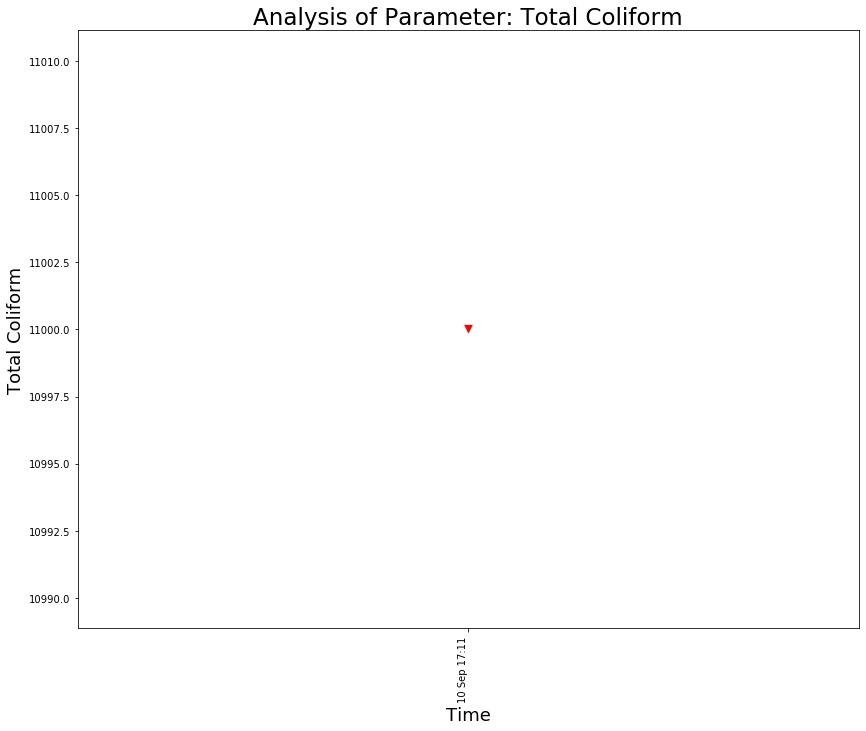 Analysis of Parameter: Total Coliform
11010.0
11007.5
11005.0
11002.5
11000.0
10997.5
10995.0
10992.5
10990.0
Total Coliform
10 Sep 17:11
Time